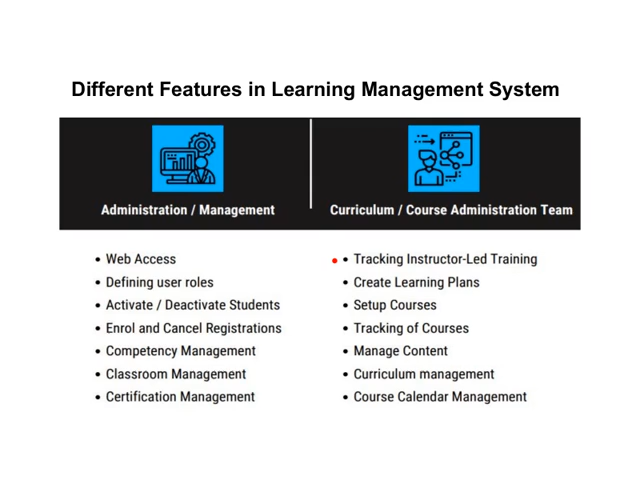 Different Features in Learning Management System
Administration / Management
Curriculum / Course Administration Team
• Web Access
• Defining user roles
• Activate / Deactivate Students
• Enrol and Cancel Registrations
• Competency Management
• Classroom Management
• Certification Management
• Tracking Instructor-Led Training
• Create Learning Plans
• Setup Courses
• Tracking of Courses
• Manage Content
• Curriculum management
• Course Calendar Management